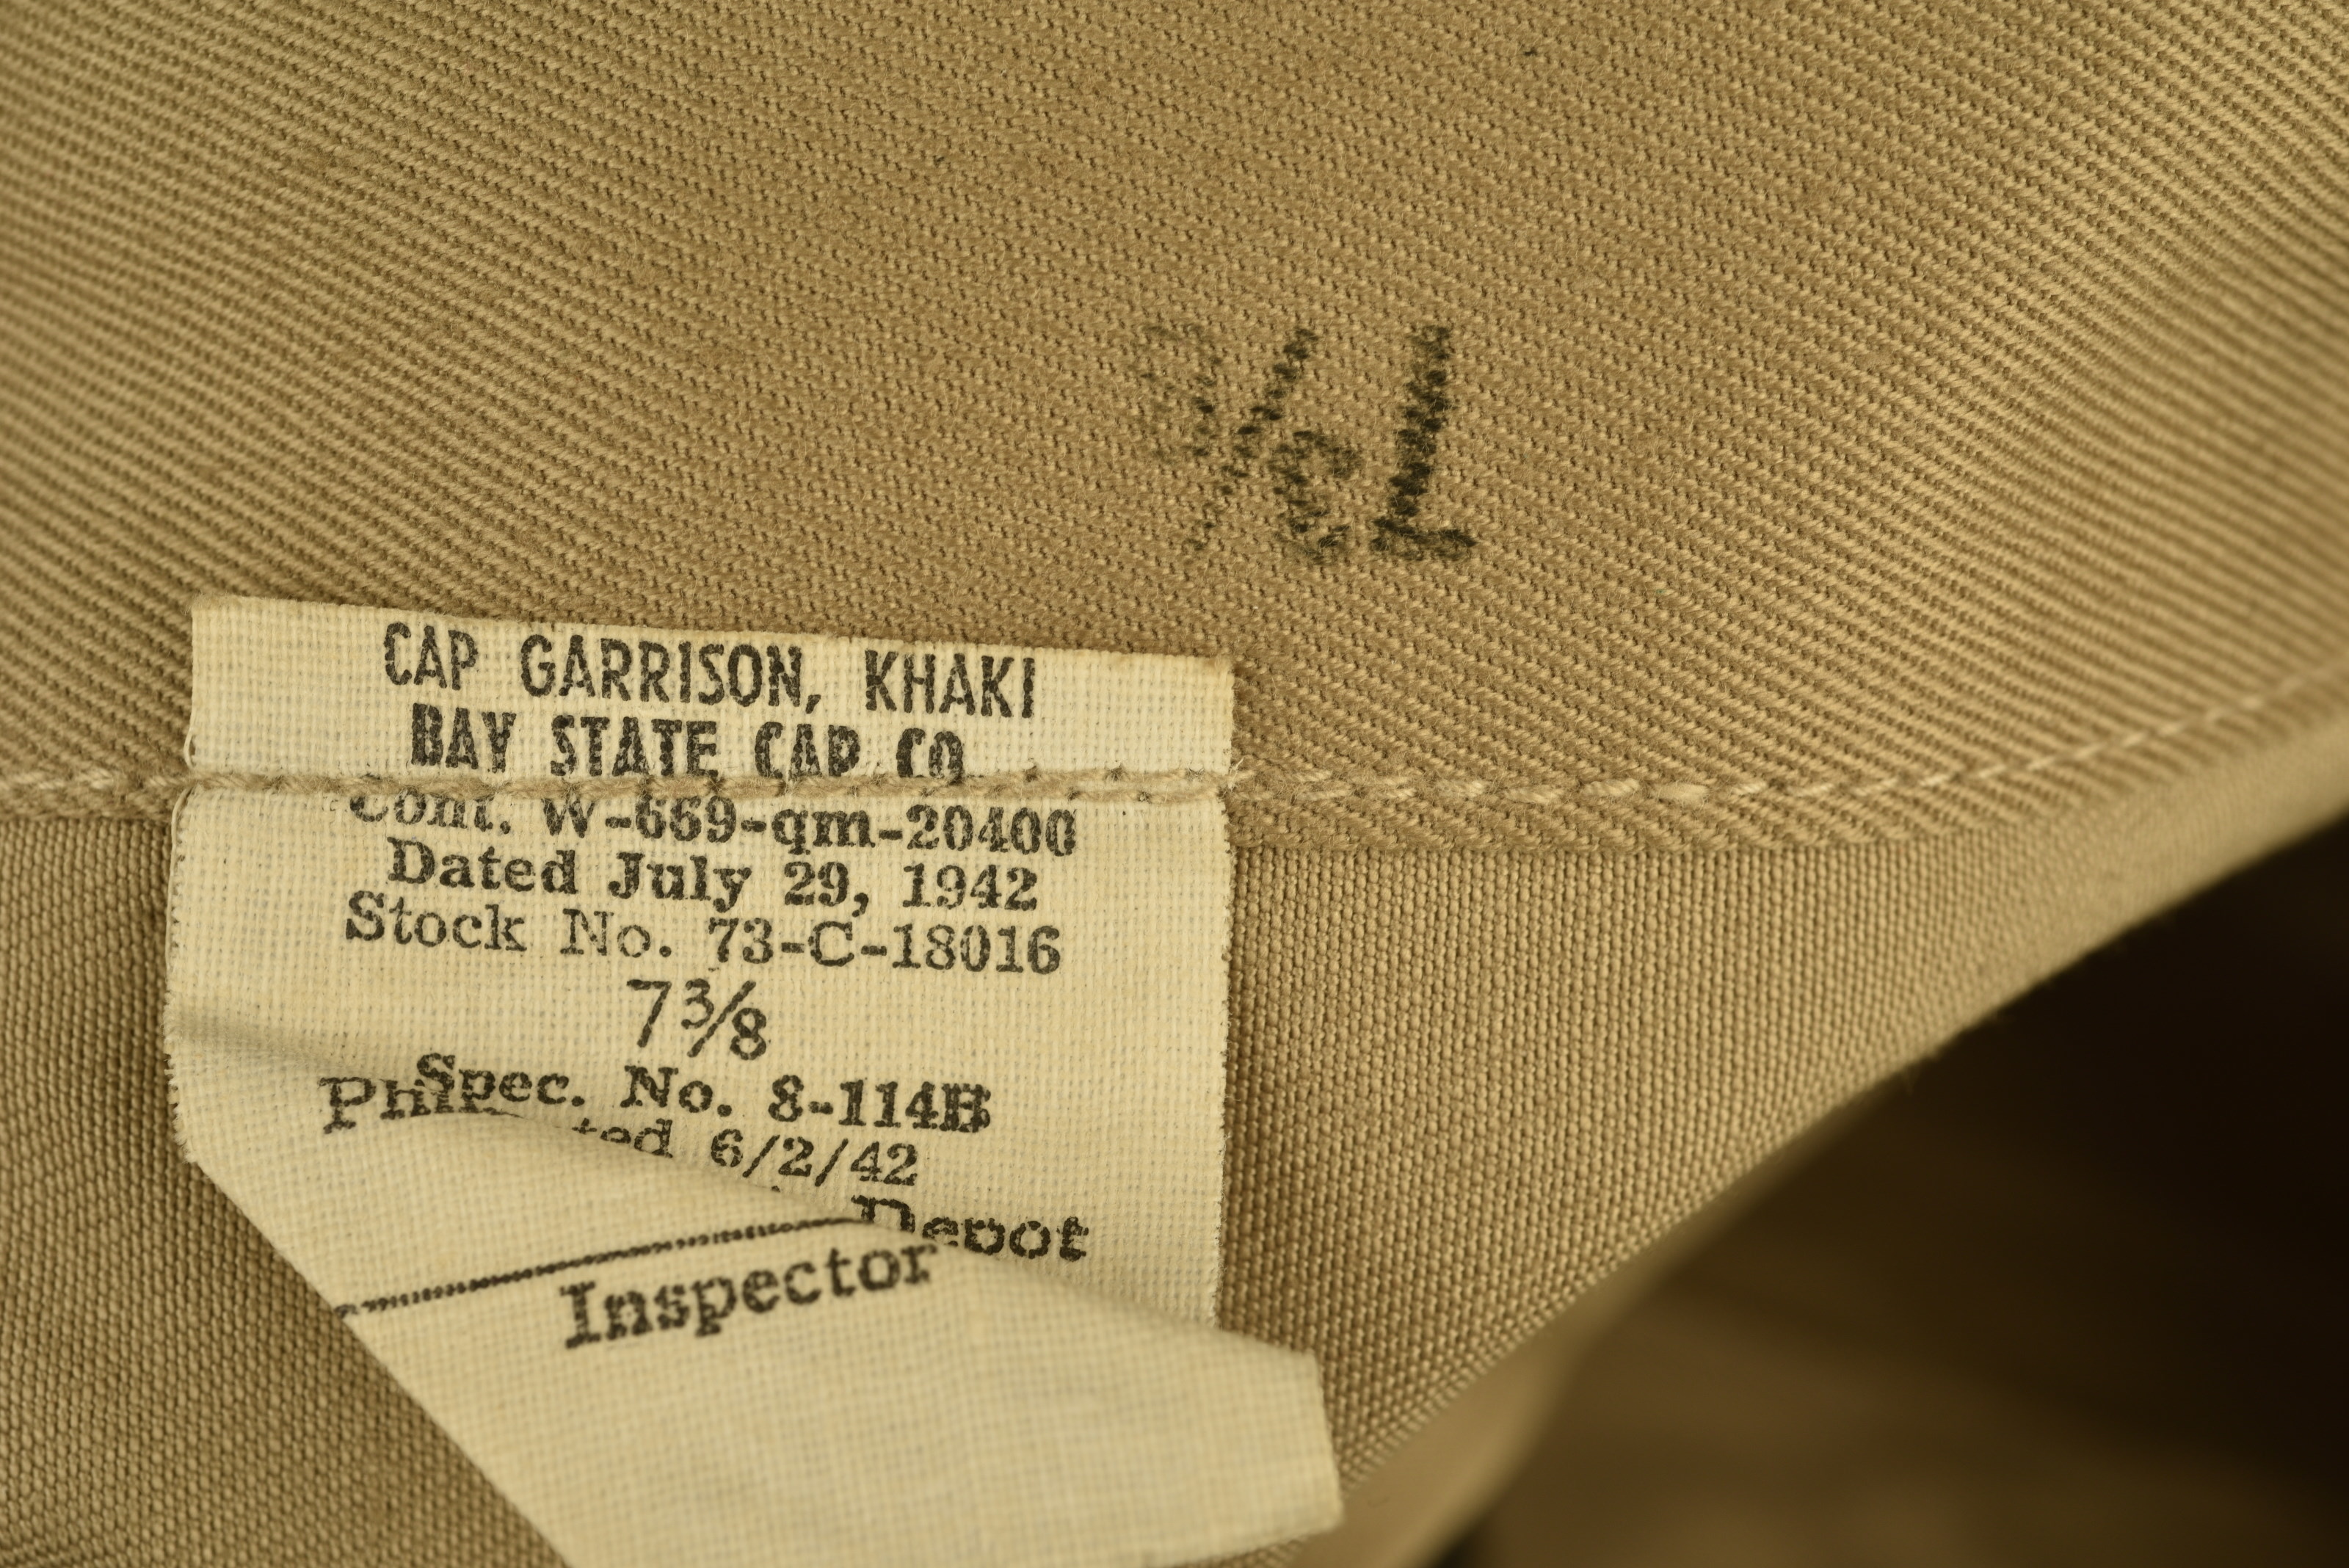 7⅜
CAP GARRISON, KHAKI
BAY STATE CAP CO.
Cont. W-669-qm-20400
Dated July 29, 1942
Stock No. 73-C-18016
7⅜
Spec. No. 8-114B
6/2/42
Depot
Inspector